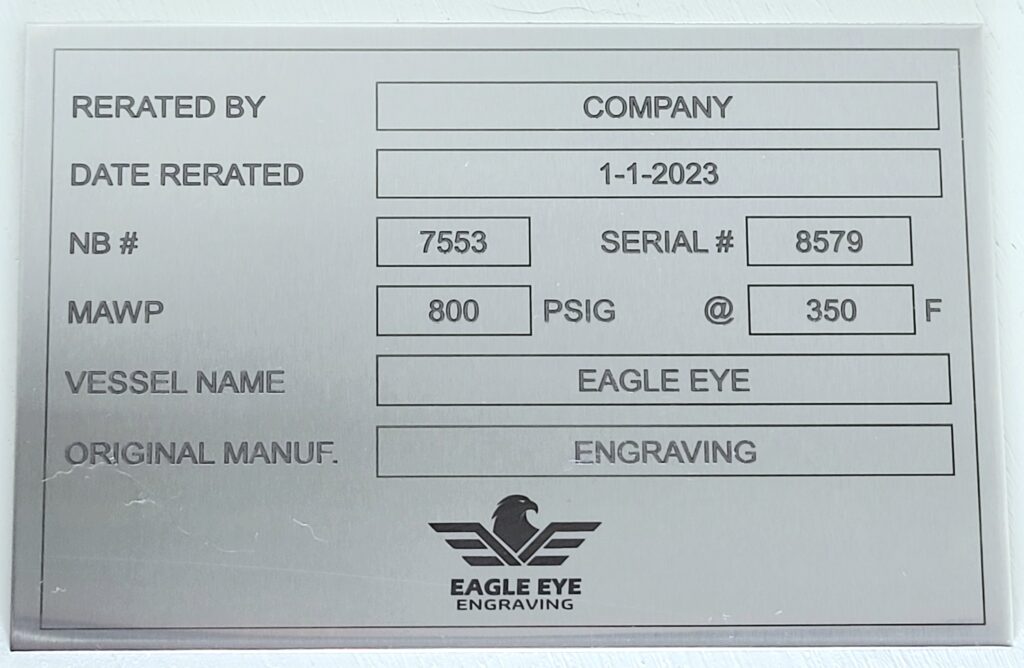 RERATED BY COMPANY
DATE RERATED 1-1-2023
NB # 7553 SERIAL # 8579
MAWP 800 PSIG @ 350 F
VESSEL NAME EAGLE EYE
ORIGINAL MANUF. ENGRAVING
EAGLE EYE
ENGRAVING